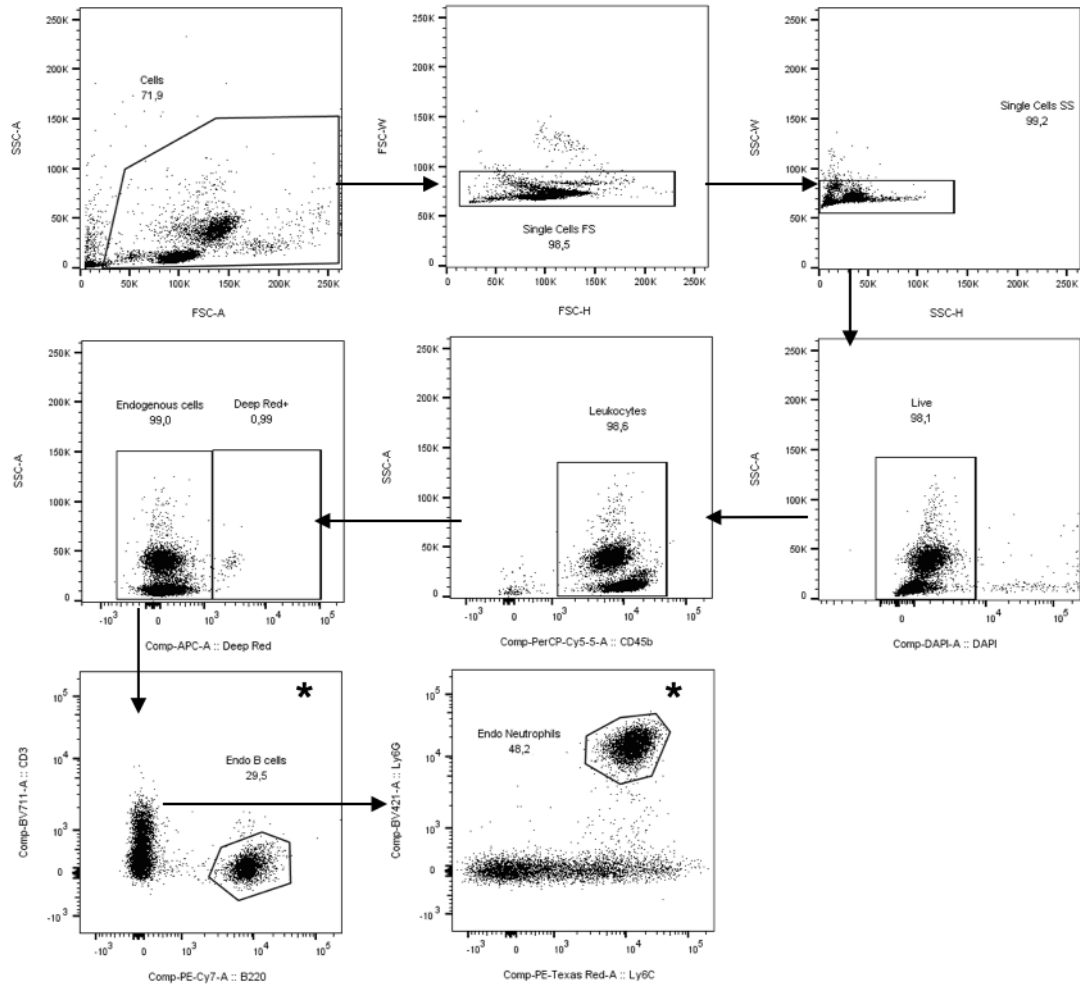 250K
200K
150K
100K
50K
0
SSC-A
Cells
71,9
0
50K
100K
150K
200K
250K
FSC-A
250K
200K
150K
100K
50K
0
FSC-W
Single Cells FS
98,5
0
50K
100K
150K
200K
250K
FSC-H
250K
200K
150K
100K
50K
0
SSC-W
Single Cells SS
99,2
0
50K
100K
150K
200K
250K
SSC-H
250K
200K
150K
100K
50K
0
SSC-A
Endogenous cells
99,0
Deep Red+
0,99
-10³
0
10³
10⁴
10⁵
Comp-APC-A :: Deep Red
250K
200K
150K
100K
50K
0
SSC-A
Leukocytes
98,6
-10³
10³
10⁴
10⁵
Comp-PerCP-Cy5-5-A :: CD45b
250K
200K
150K
100K
50K
0
SSC-A
Live
98,1
-10³
0
10⁴
10⁵
Comp-DAPI-A :: DAPI
10⁵
10⁴
10³
0
-10³
Comp-BV711-A :: CD3
*
Endo B cells
29,5
-10³
0
10³
10⁴
10⁵
Comp-PE-Cy7-A :: B220
10⁵
10⁴
10³
0
-10³
Comp-BV421-A :: Ly6G
*
Endo Neutrophils
48,2
-10³
0
10³
10⁴
10⁵
Comp-PE-Texas Red-A :: Ly6C